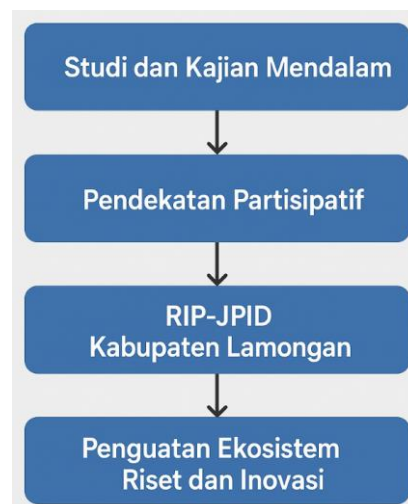 Studi dan Kajian Mendalam
Pendekatan Partisipatif
RIP-JPID
Kabupaten Lamongan
Penguatan Ekosistem
Riset dan Inovasi